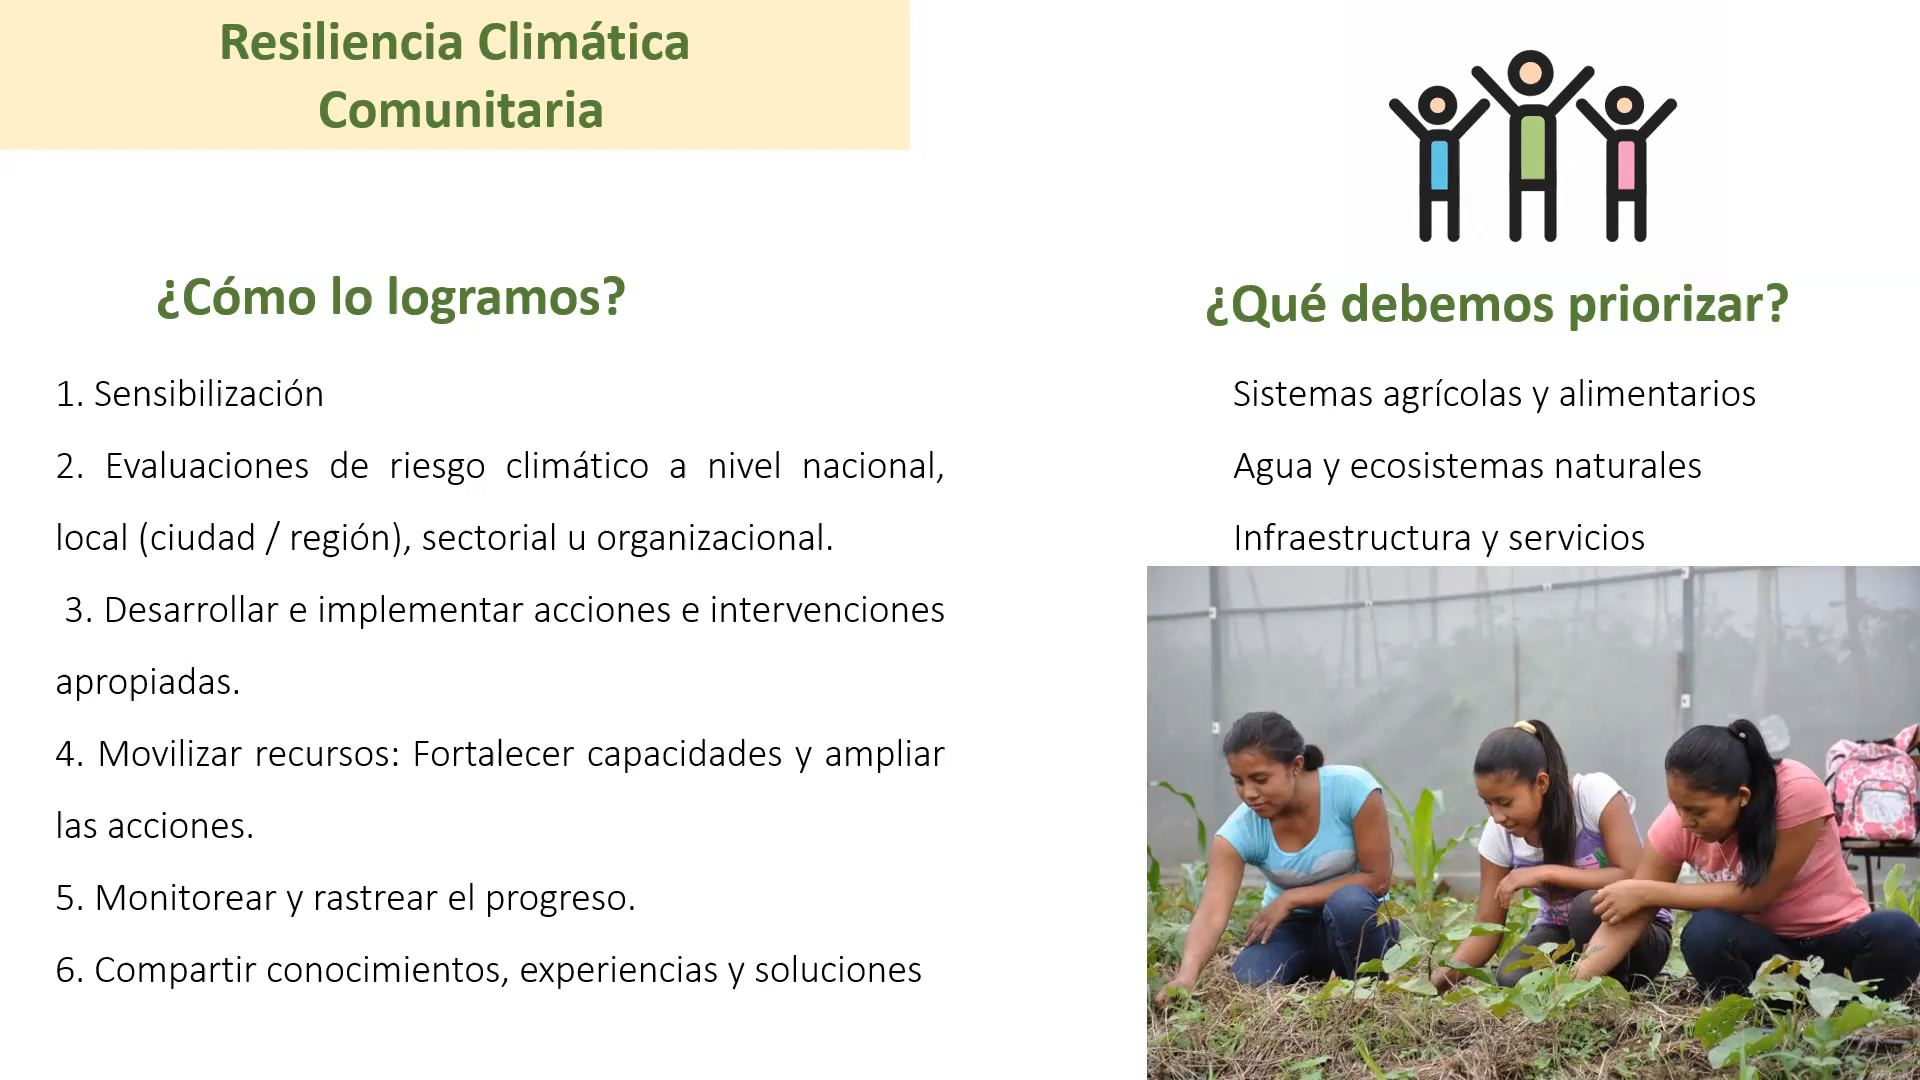 Resiliencia Climática
Comunitaria
¿Cómo lo logramos?
1. Sensibilización
2. Evaluaciones de riesgo climático a nivel nacional,
local (ciudad / región), sectorial u organizacional.
3. Desarrollar e implementar acciones e intervenciones
apropiadas.
4. Movilizar recursos: Fortalecer capacidades y ampliar
las acciones.
5. Monitorear y rastrear el progreso.
6. Compartir conocimientos, experiencias y soluciones
¿Qué debemos priorizar?
Sistemas agrícolas y alimentarios
Agua y ecosistemas naturales
Infraestructura y servicios